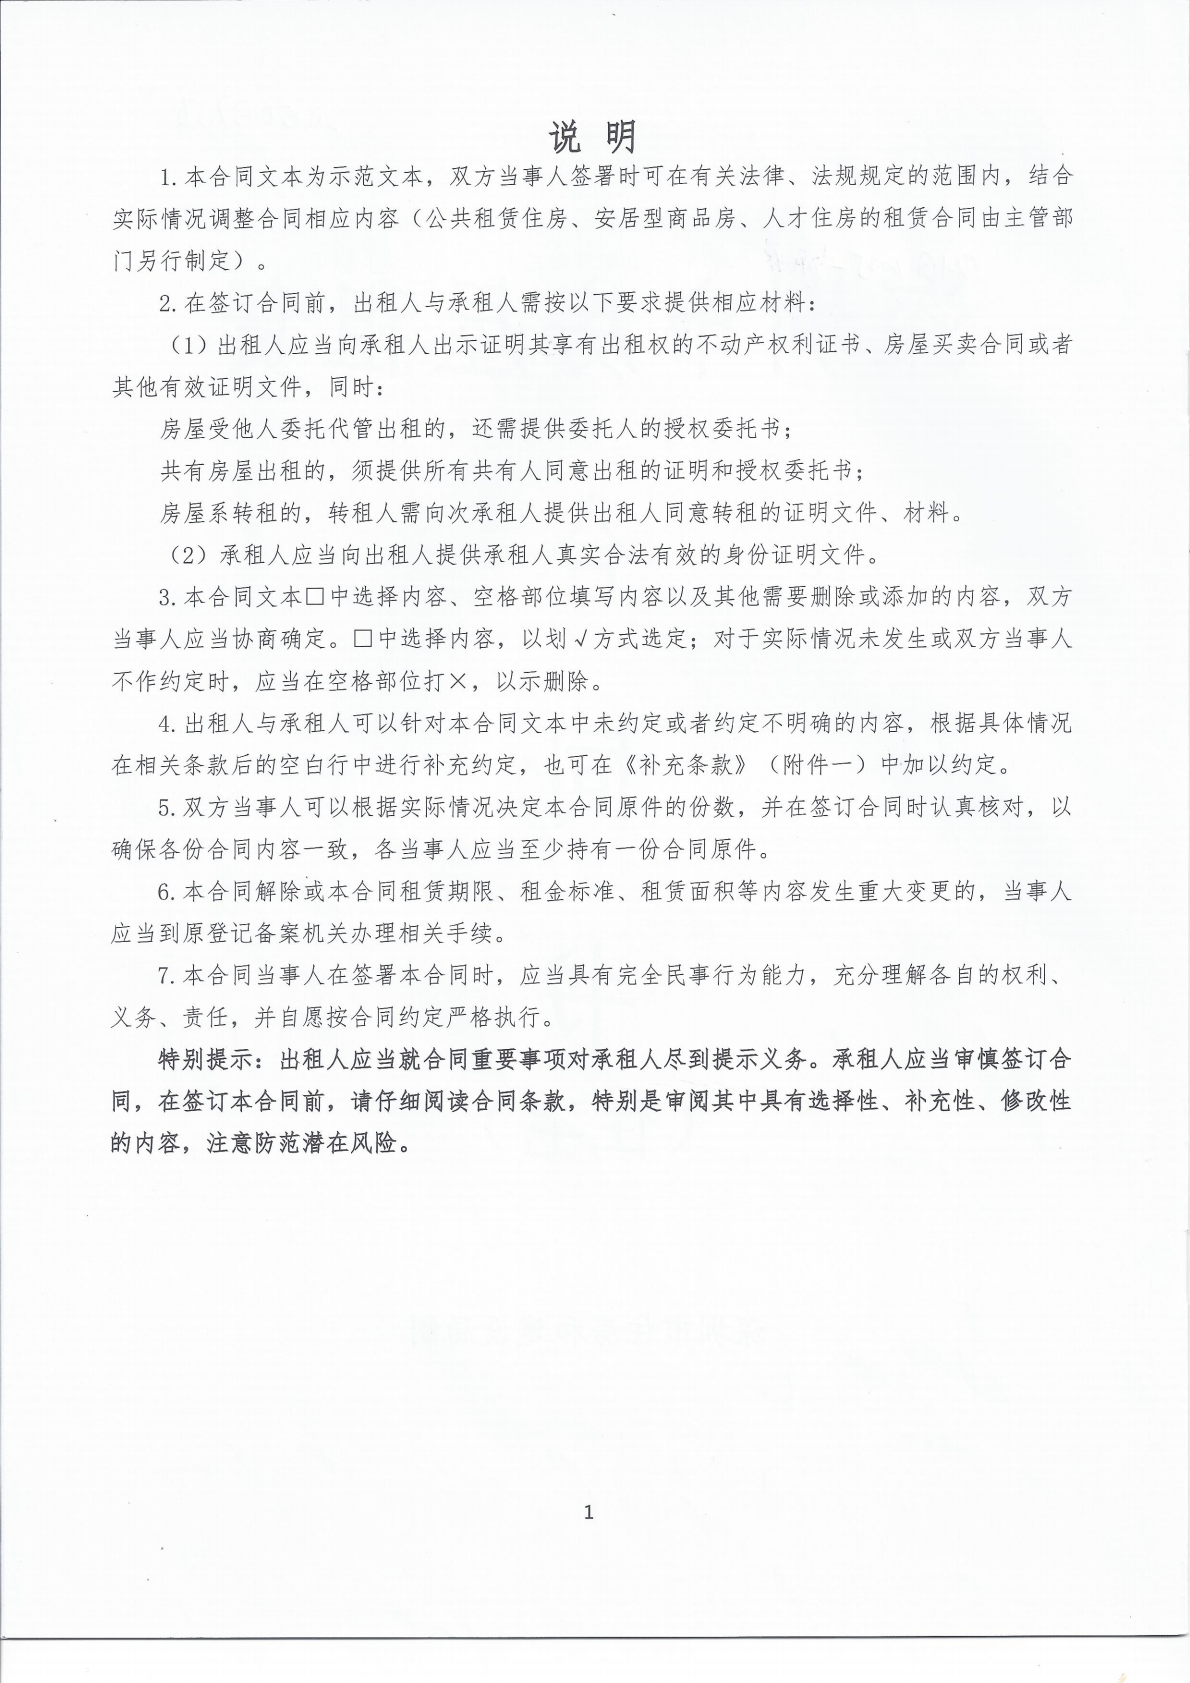 说 明
1.本合同文本为示范文本，双方当事人签署时可在有关法律、法规规定的范围内，结合
实际情况调整合同相应内容（公共租赁住房、安居型商品房、人才住房的租赁合同由主管部
门另行制定）。
2.在签订合同前，出租人与承租人需按以下要求提供相应材料：
（1）出租人应当向承租人出示证明其享有出租权的不动产权利证书、房屋买卖合同或者
其他有效证明文件，同时：
房屋受他人委托代管出租的，还需提供委托人的授权委托书；
共有房屋出租的，须提供所有共有人同意出租的证明和授权委托书；
房屋系转租的，转租人需向次承租人提供出租人同意转租的证明文件、材料。
（2）承租人应当向出租人提供承租人真实合法有效的身份证明文件。
3.本合同文本□中选择内容、空格部位填写内容以及其他需要删除或添加的内容，双方
当事人应当协商确定。□中选择内容，以划√方式选定；对于实际情况未发生或双方当事人
不作约定时，应当在空格部位打×，以示删除。
4.出租人与承租人可以针对本合同文本中未约定或者约定不明确的内容，根据具体情况
在相关条款后的空白行中进行补充约定，也可在《补充条款》（附件一）中加以约定。
5.双方当事人可以根据实际情况决定本合同原件的份数，并在签订合同时认真核对，以
确保各份合同内容一致，各当事人应当至少持有一份合同原件。
6.本合同解除或本合同租赁期限、租金标准、租赁面积等内容发生重大变更的，当事人
应当到原登记备案机关办理相关手续。
7.本合同当事人在签署本合同时，应当具有完全民事行为能力，充分理解各自的权利、
义务、责任，并自愿按合同约定严格执行。
特别提示：出租人应当就合同重要事项对承租人尽到提示义务。承租人应当审慎签订合
同，在签订本合同前，请仔细阅读合同条款，特别是审阅其中具有选择性、补充性、修改性
的内容，注意防范潜在风险。
1